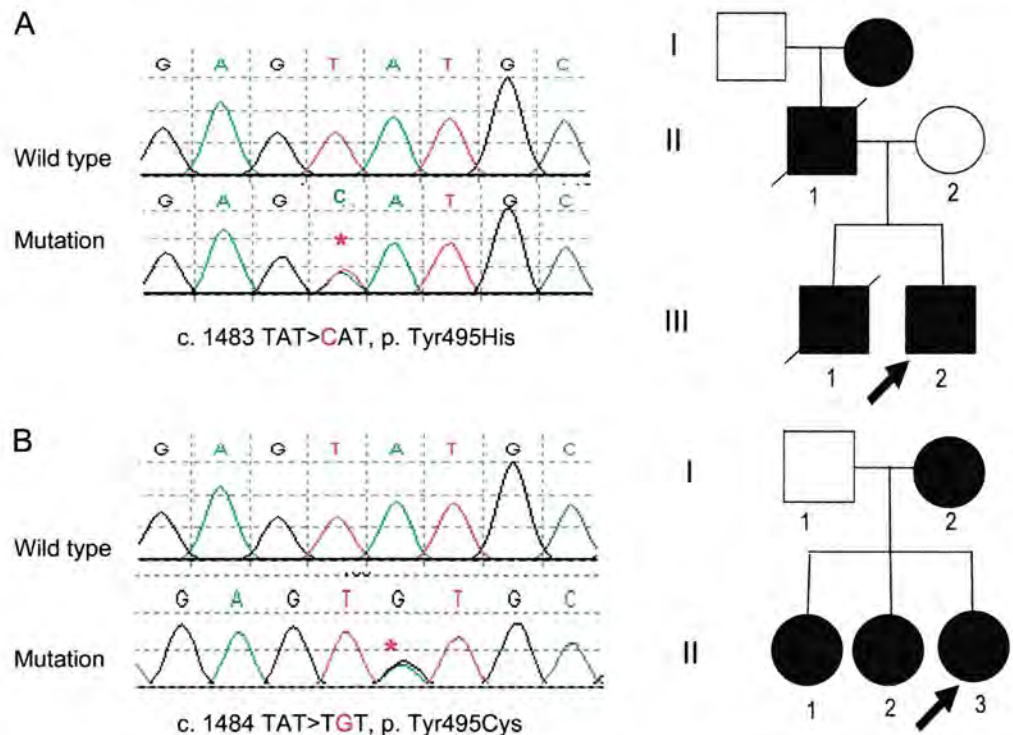 A
G A G T A T G C
Wild type
G A G C A T G C
Mutation
*
c. 1483 TAT>CAT, p. Tyr495His
I
II
1 2
III
1 2
B
G A G T A T G C
Wild type
G A G T G T G C
Mutation
*
c. 1484 TAT>TGT, p. Tyr495Cys
I
1 2
II
1 2 3